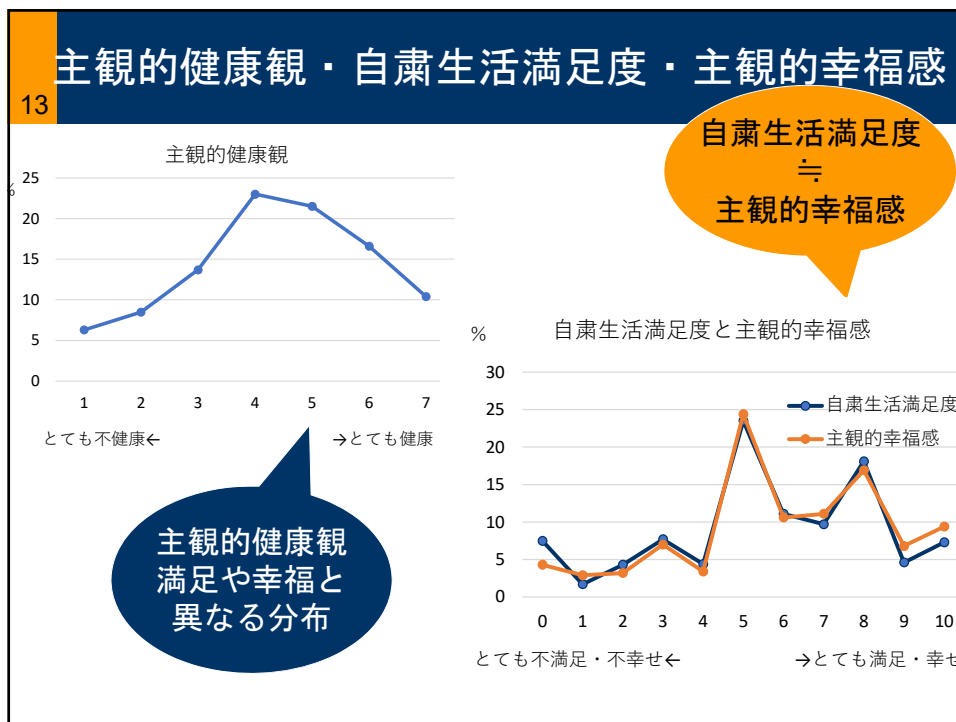 主観的健康観・自粛生活満足度・主観的幸福感
13
自粛生活満足度
≒
主観的幸福感
主観的健康観
%
25
20
15
10
5
0
1 2 3 4 5 6 7
とても不健康← →とても健康
主観的健康観
満足や幸福と
異なる分布
% 自粛生活満足度と主観的幸福感
30
25
20
15
10
5
0
自粛生活満足度
主観的幸福感
0 1 2 3 4 5 6 7 8 9 10
とても不満足・不幸せ← →とても満足・幸せ